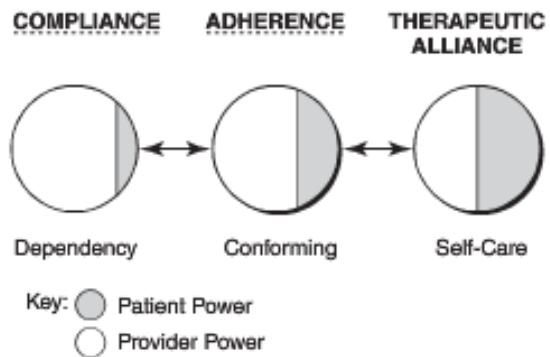 COMPLIANCE ADHERENCE THERAPEUTIC
ALLIANCE
Dependency Conforming Self-Care
Key: Patient Power
Provider Power